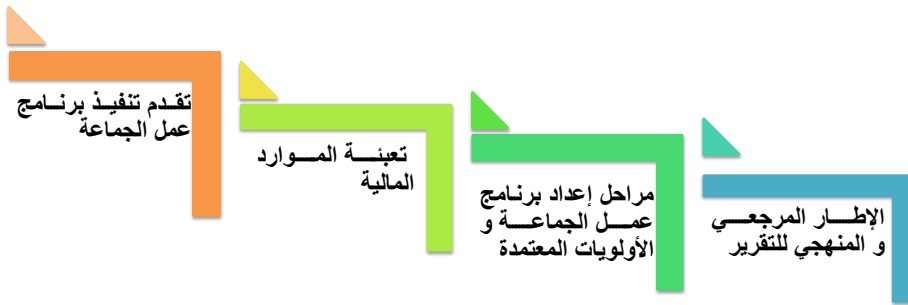 الإطار المرجعي
و المنهجي للتقرير
مراحل إعداد برنامج
عمل الجماعة و
الأولويات المعتمدة
تعبئة الموارد
المالية
تقدم تنفيذ برنامج
عمل الجماعة